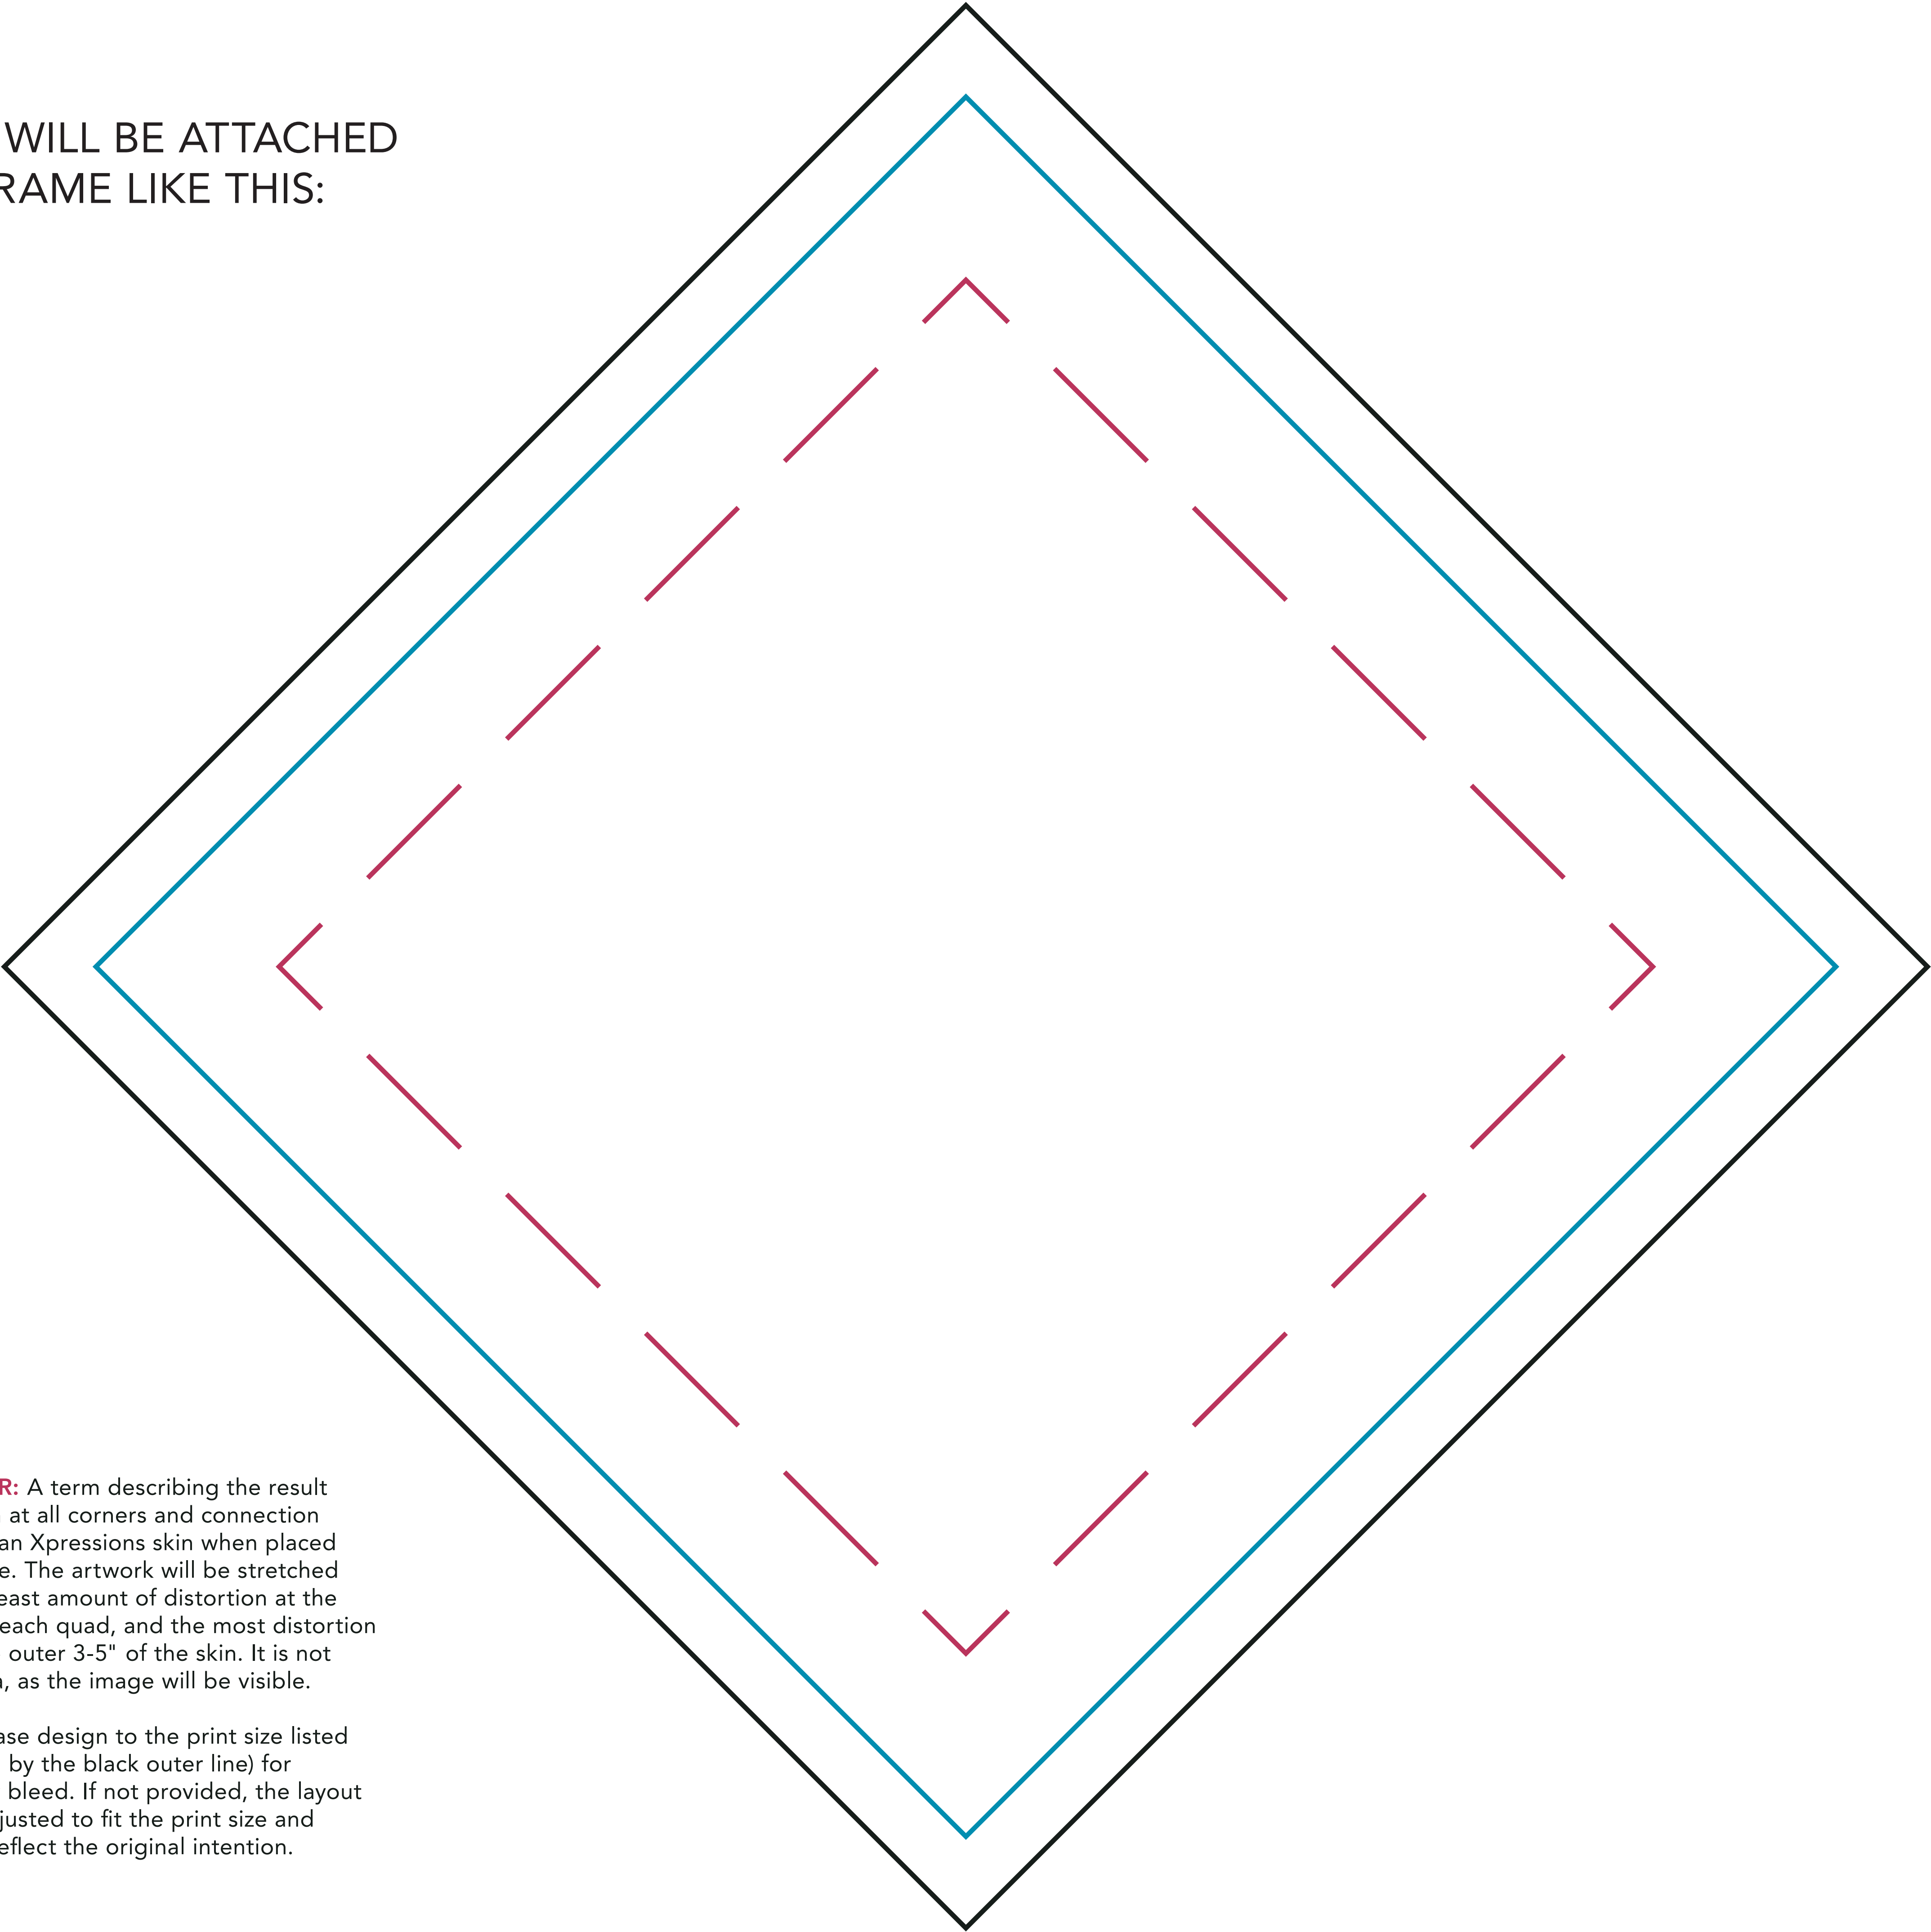 WILL BE ATTACHED
RAME LIKE THIS:
R: A term describing the result
at all corners and connection
an Xpressions skin when placed
e. The artwork will be stretched
east amount of distortion at the
each quad, and the most distortion
outer 3-5" of the skin. It is not
, as the image will be visible.
ase design to the print size listed
by the black outer line) for
bleed. If not provided, the layout
justed to fit the print size and
eflect the original intention.